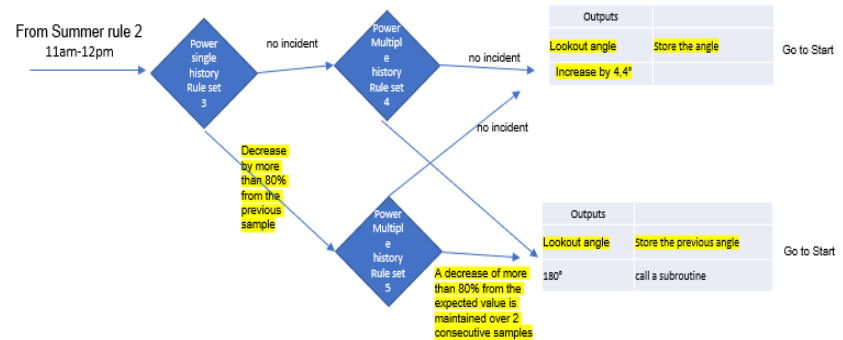 From Summer rule 2
11am-12pm
Power
single
history
Rule set
3
no incident
Power
Multipl
e
history
Rule set
4
no incident
Outputs
Lookout angle
Store the angle
Increase by 4,4°
Go to Start
no incident
Decrease
by more
than 80%
from the
previous
sample
Power
Multipl
e
history
Rule set
5
A decrease of more
than 80% from the
expected value is
maintained over 2
consecutive samples
Outputs
Lookout angle
Store the previous angle
180°
call a subroutine
Go to Start